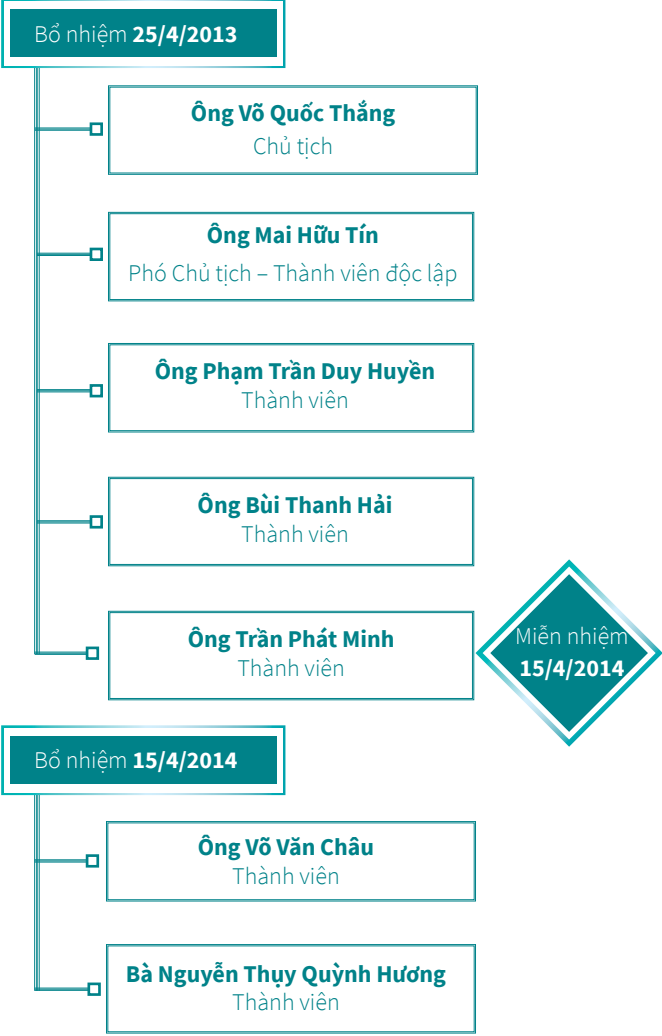 Bổ nhiệm 25/4/2013
Ông Võ Quốc Thắng
Chủ tịch
Ông Mai Hữu Tín
Phó Chủ tịch – Thành viên độc lập
Ông Phạm Trần Duy Huyền
Thành viên
Ông Bùi Thanh Hải
Thành viên
Ông Trần Phát Minh
Thành viên
Miễn nhiệm
15/4/2014
Bổ nhiệm 15/4/2014
Ông Võ Văn Châu
Thành viên
Bà Nguyễn Thụy Quỳnh Hương
Thành viên